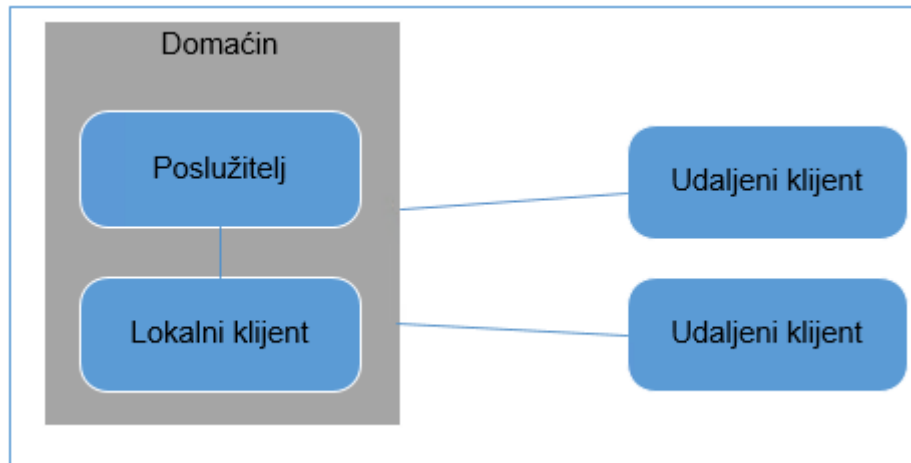 Domaćin
Poslužitelj
Udaljeni klijent
Lokalni klijent
Udaljeni klijent